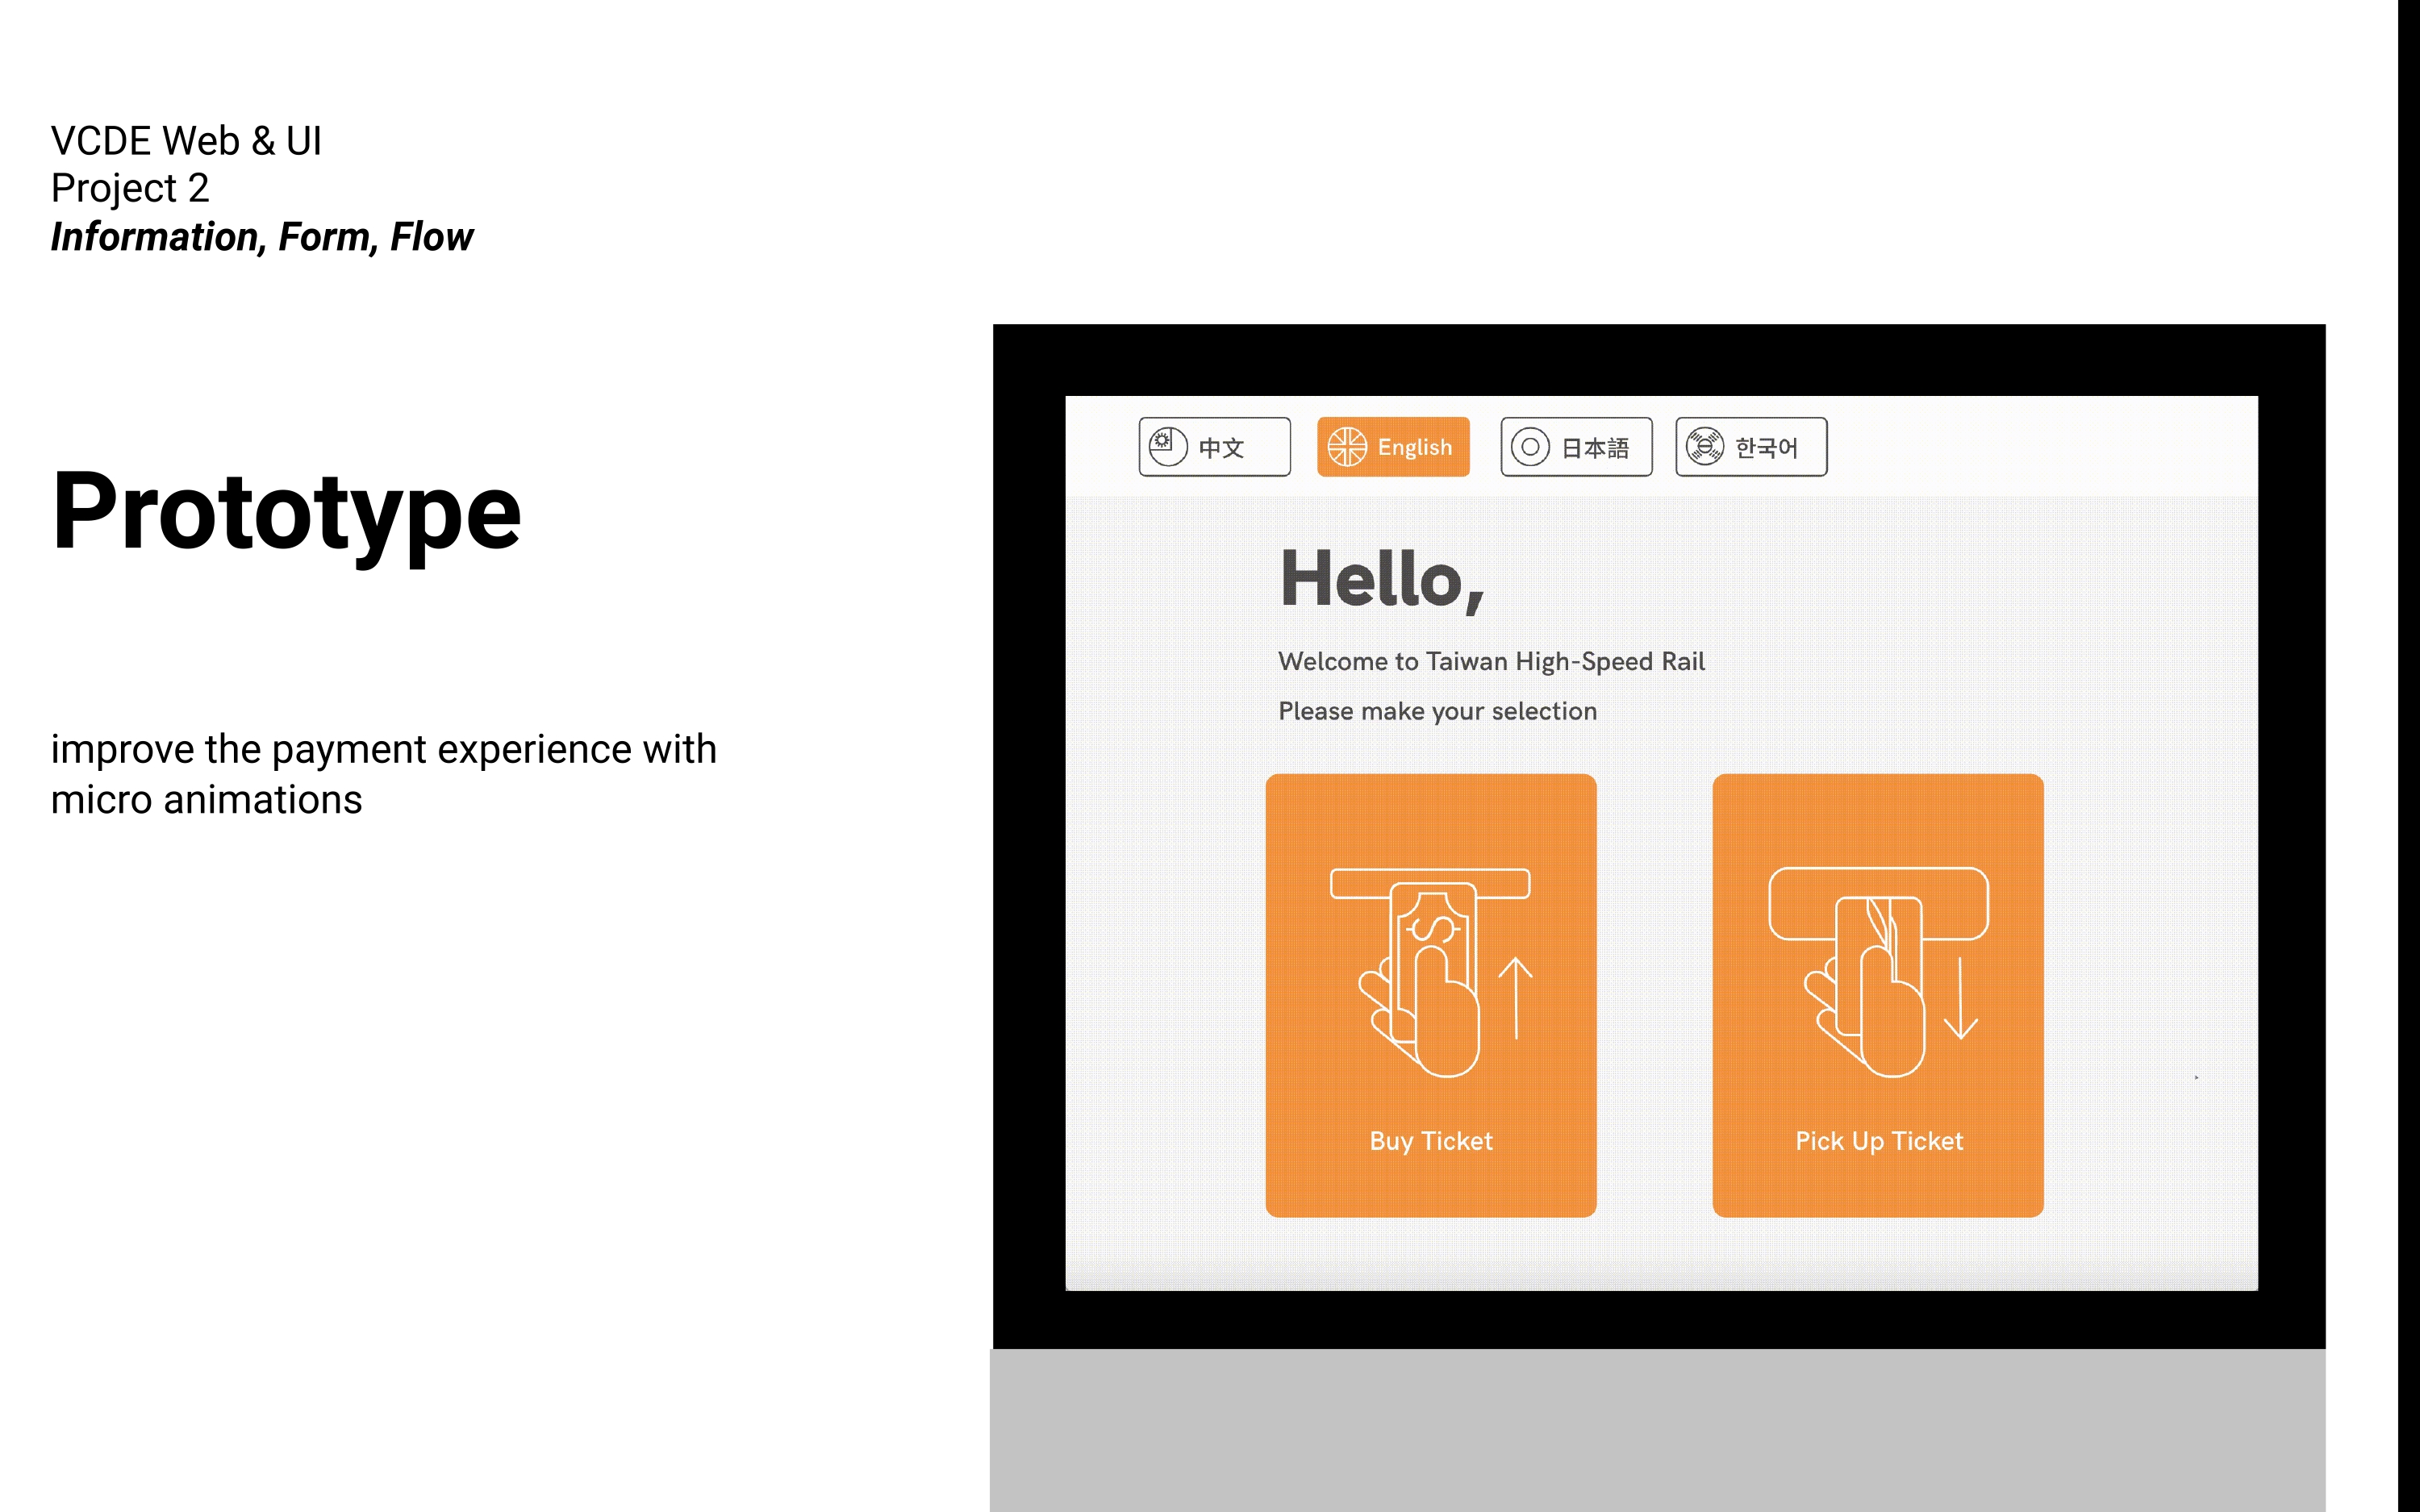 VCDE Web & UI
Project 2
Information, Form, Flow
Prototype
improve the payment experience with
micro animations
中文
English
日本語
한국어
Hello,
Welcome to Taiwan High-Speed Rail
Please make your selection
Buy Ticket
Pick Up Ticket